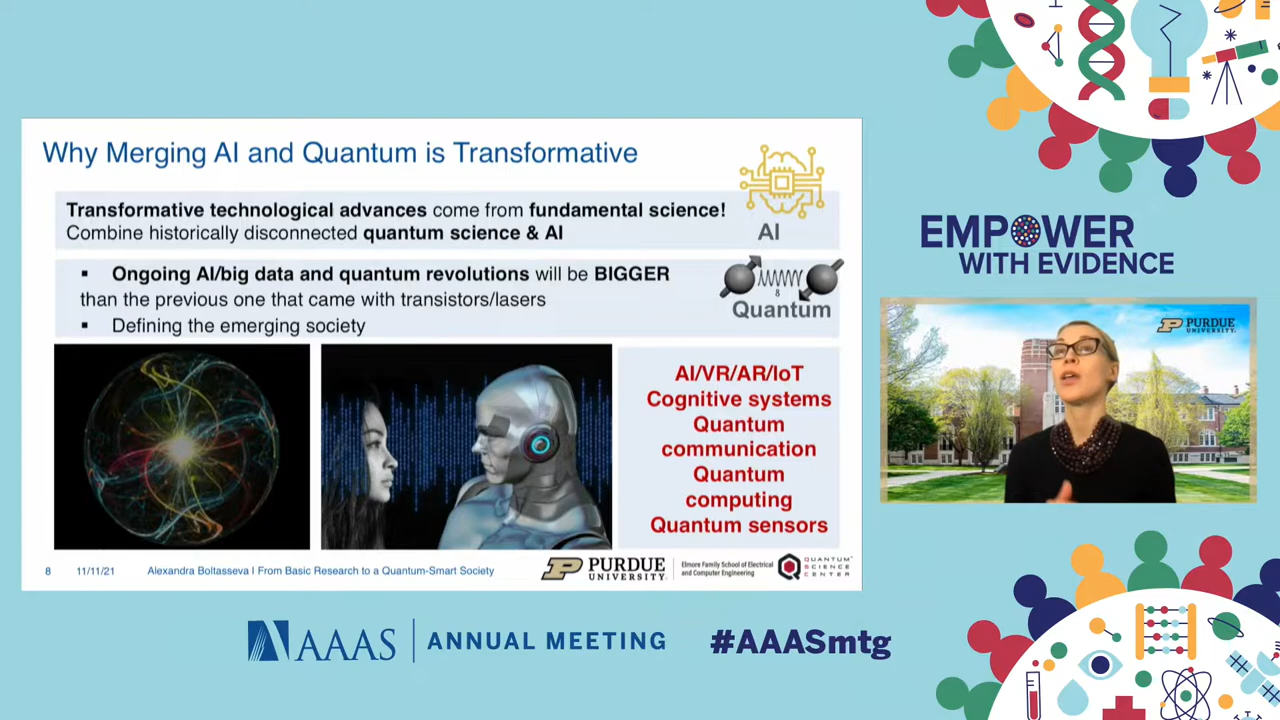 Why Merging AI and Quantum is Transformative
Transformative technological advances come from fundamental science!
Combine historically disconnected quantum science & AI
AI
▪ Ongoing AI/big data and quantum revolutions will be BIGGER
than the previous one that came with transistors/lasers
▪ Defining the emerging society
g
Quantum
AI/VR/AR/IoT
Cognitive systems
Quantum
communication
Quantum
computing
Quantum sensors
8 11/11/21 Alexandra Boltasseva I From Basic Research to a Quantum-Smart Society
PURDUE
UNIVERSITY®
Elmore Family School of Electrical
and Computer Engineering
QUANTUM
SCIENCE
CENTER
EMPOWER
WITH EVIDENCE
PURDUE
UNIVERSITY®
AAAS ANNUAL MEETING #AAASmtg